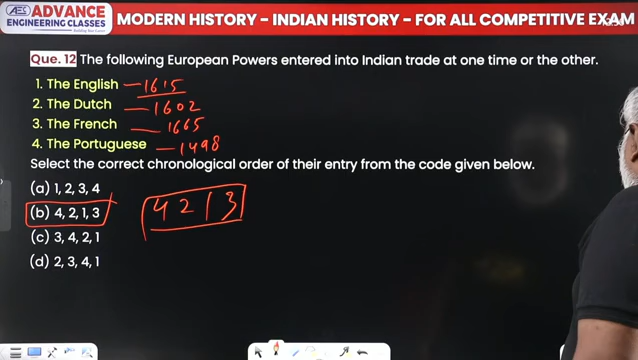 AEC ADVANCE
ENGINEERING CLASSES
MODERN HISTORY - INDIAN HISTORY - FOR ALL COMPETITIVE EXAM
Que. 12 The following European Powers entered into Indian trade at one time or the other.
1. The English — 1615
2. The Dutch — 1602
3. The French — 1665
4. The Portuguese — 1498
Select the correct chronological order of their entry from the code given below.
(a) 1, 2, 3, 4
(b) 4, 2, 1, 3
4 2 1 3
(c) 3, 4, 2, 1
(d) 2, 3, 4, 1